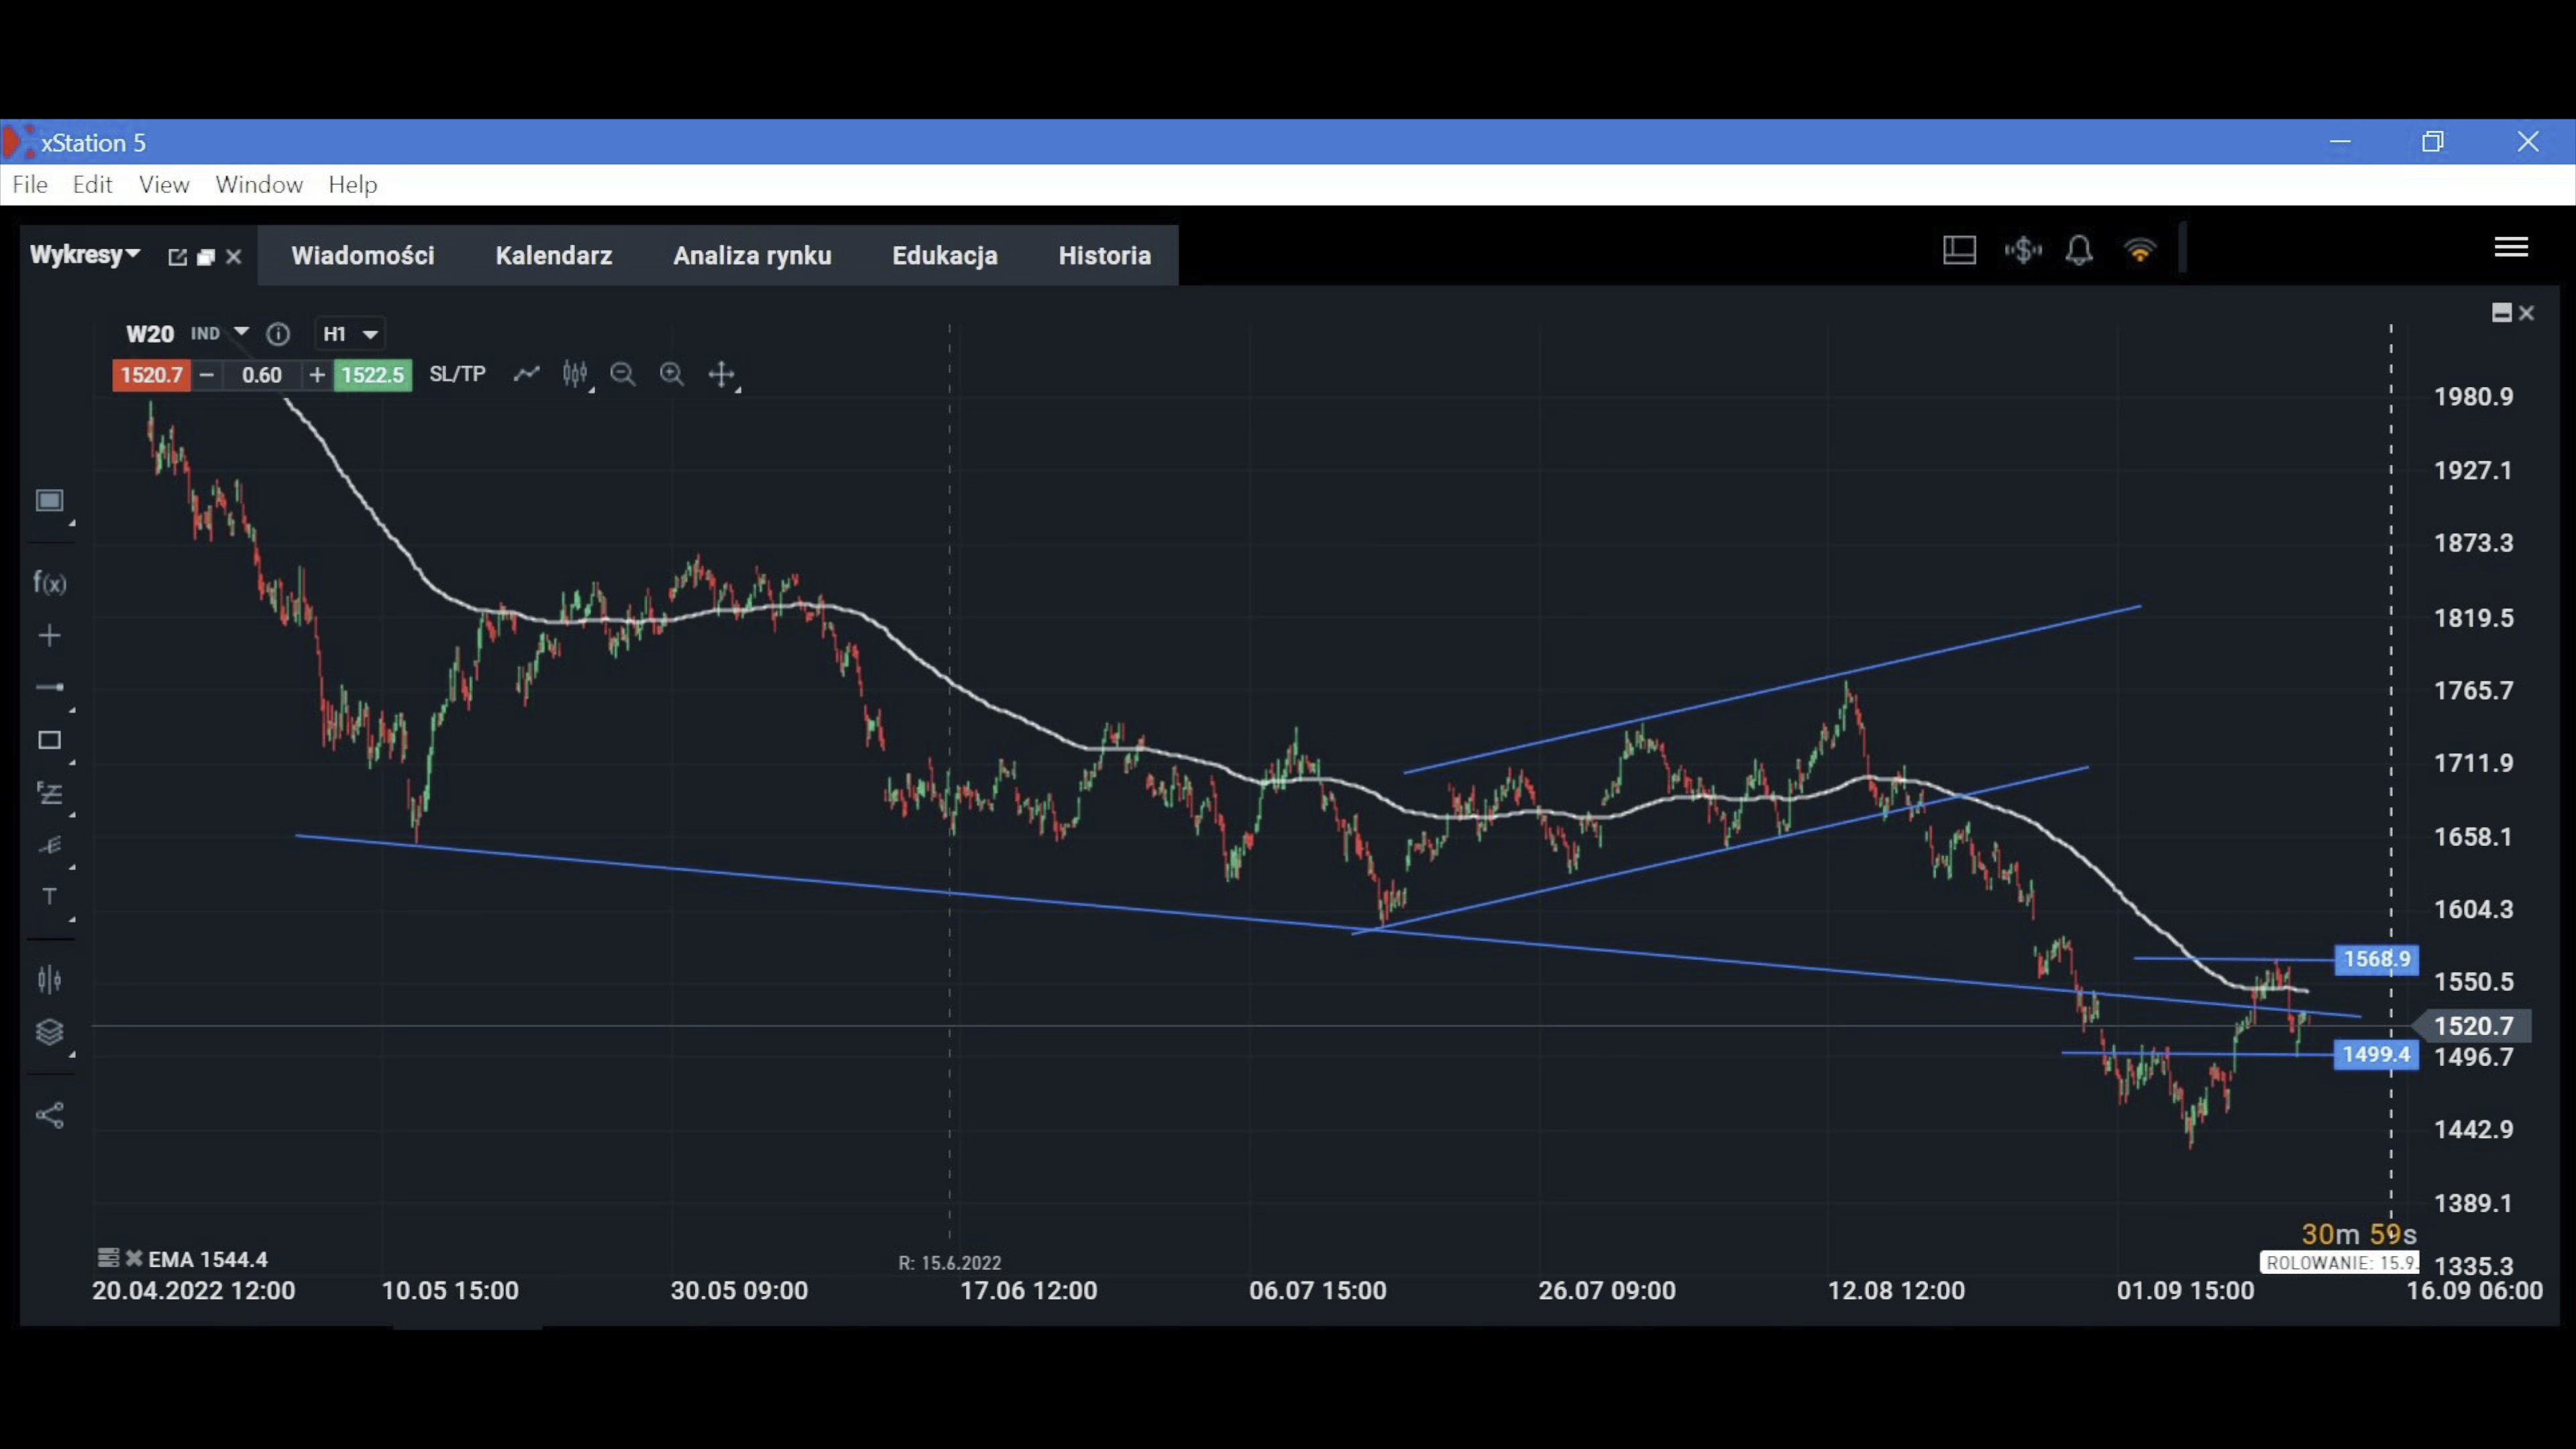 xStation 5
File Edit View Window Help
Wykresy Wiadomości Kalendarz Analiza rynku Edukacja Historia
W20 IND H1
1520.7 0.60 1522.5 SL/TP
1980.9
1927.1
1873.3
1819.5
1765.7
1711.9
1658.1
1604.3
1568.9
1550.5
1520.7
1499.4
1496.7
1442.9
1389.1
1335.3
f(x)
T
30m 59s
EMA 1544.4
R: 15.6.2022
ROLOWANIE: 15.9.
20.04.2022 12:00 10.05 15:00 30.05 09:00 17.06 12:00 06.07 15:00 26.07 09:00 12.08 12:00 01.09 15:00 16.09 06:00